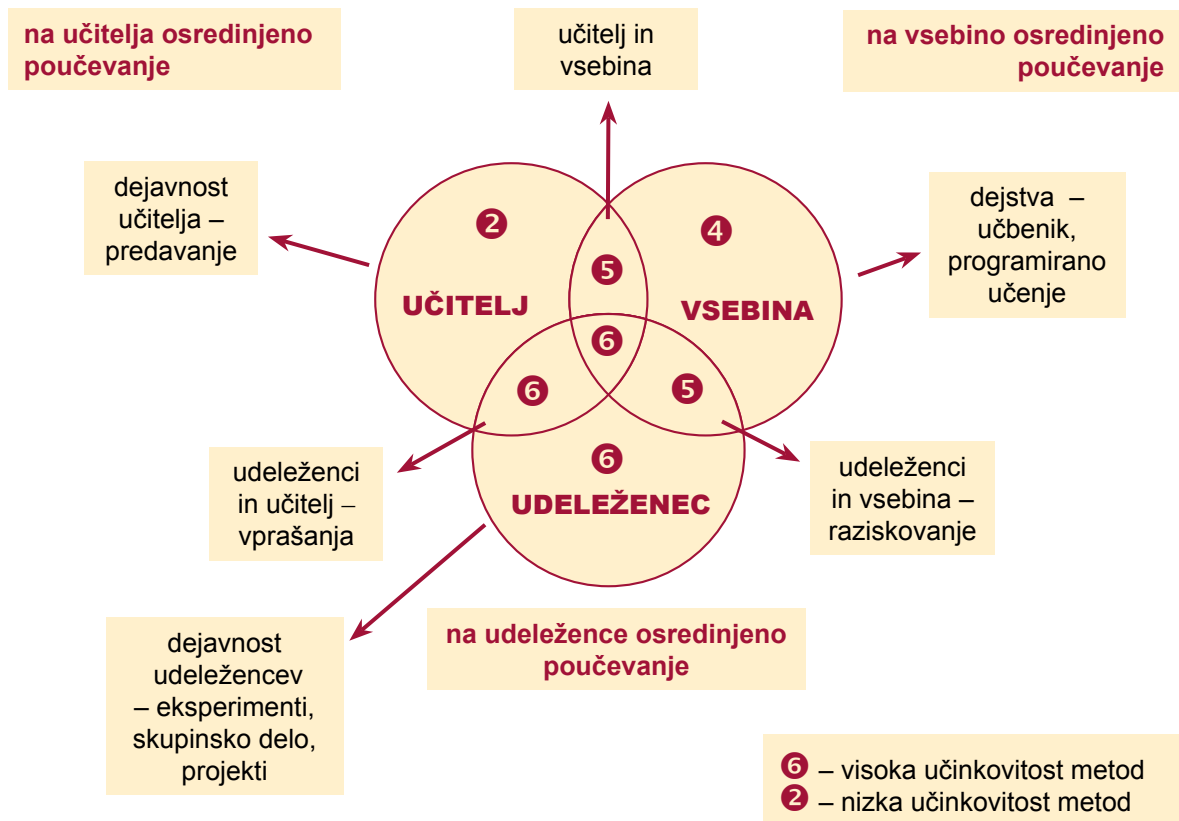 na učitelja osredinjeno
poučevanje
učitelj in
vsebina
na vsebino osredinjeno
poučevanje
dejavnost
učitelja –
predavanje
dejstva –
učbenik,
programirano
učenje
2
4
5
UČITELJ
VSEBINA
6
6
5
6
UDELEŽENEC
udeleženci
in učitelj –
vprašanja
udeleženci
in vsebina –
raziskovanje
dejavnost
udeležencev
– eksperimenti,
skupinsko delo,
projekti
na udeležence osredinjeno
poučevanje
6 – visoka učinkovitost metod
2 – nizka učinkovitost metod